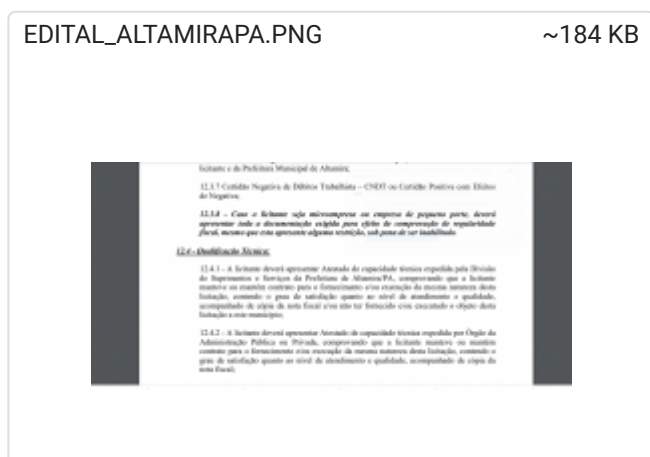 EDITAL_ALTAMIRAPA.PNG ~184 KB
licitante e da Prefeitura Municipal de Altamira;
12.3.7 Certidão Negativa de Débitos Trabalhista – CNDT ou Certidão Positiva com Efeitos
de Negativa;
12.3.8 – Caso a licitante seja microempresa ou empresa de pequeno porte, deverá
apresentar toda a documentação exigida para efeito de comprovação de regularidade
fiscal, mesmo que esta apresente alguma restrição, sob pena de ser inabilitado.
12.4 - Qualificação Técnica:
12.4.1 – A licitante deverá apresentar Atestado de capacidade técnica expedida pela Divisão
de Suprimentos e Serviços da Prefeitura de Altamira/PA, comprovando que a licitante
manteve ou mantém contrato para o fornecimento e/ou execução da mesma natureza desta
licitação, contendo o grau de satisfação quanto ao nível de atendimento e qualidade,
acompanhado de cópia da nota fiscal e/ou não ter fornecido e/ou executado o objeto desta
licitação a este município;
12.4.2 – A licitante deverá apresentar Atestado de capacidade técnica expedida por Órgão da
Administração Pública ou Privada, comprovando que a licitante manteve ou mantém
contrato para o fornecimento e/ou execução da mesma natureza desta licitação, contendo o
grau de satisfação quanto ao nível de atendimento e qualidade, acompanhado de cópia da
nota fiscal;